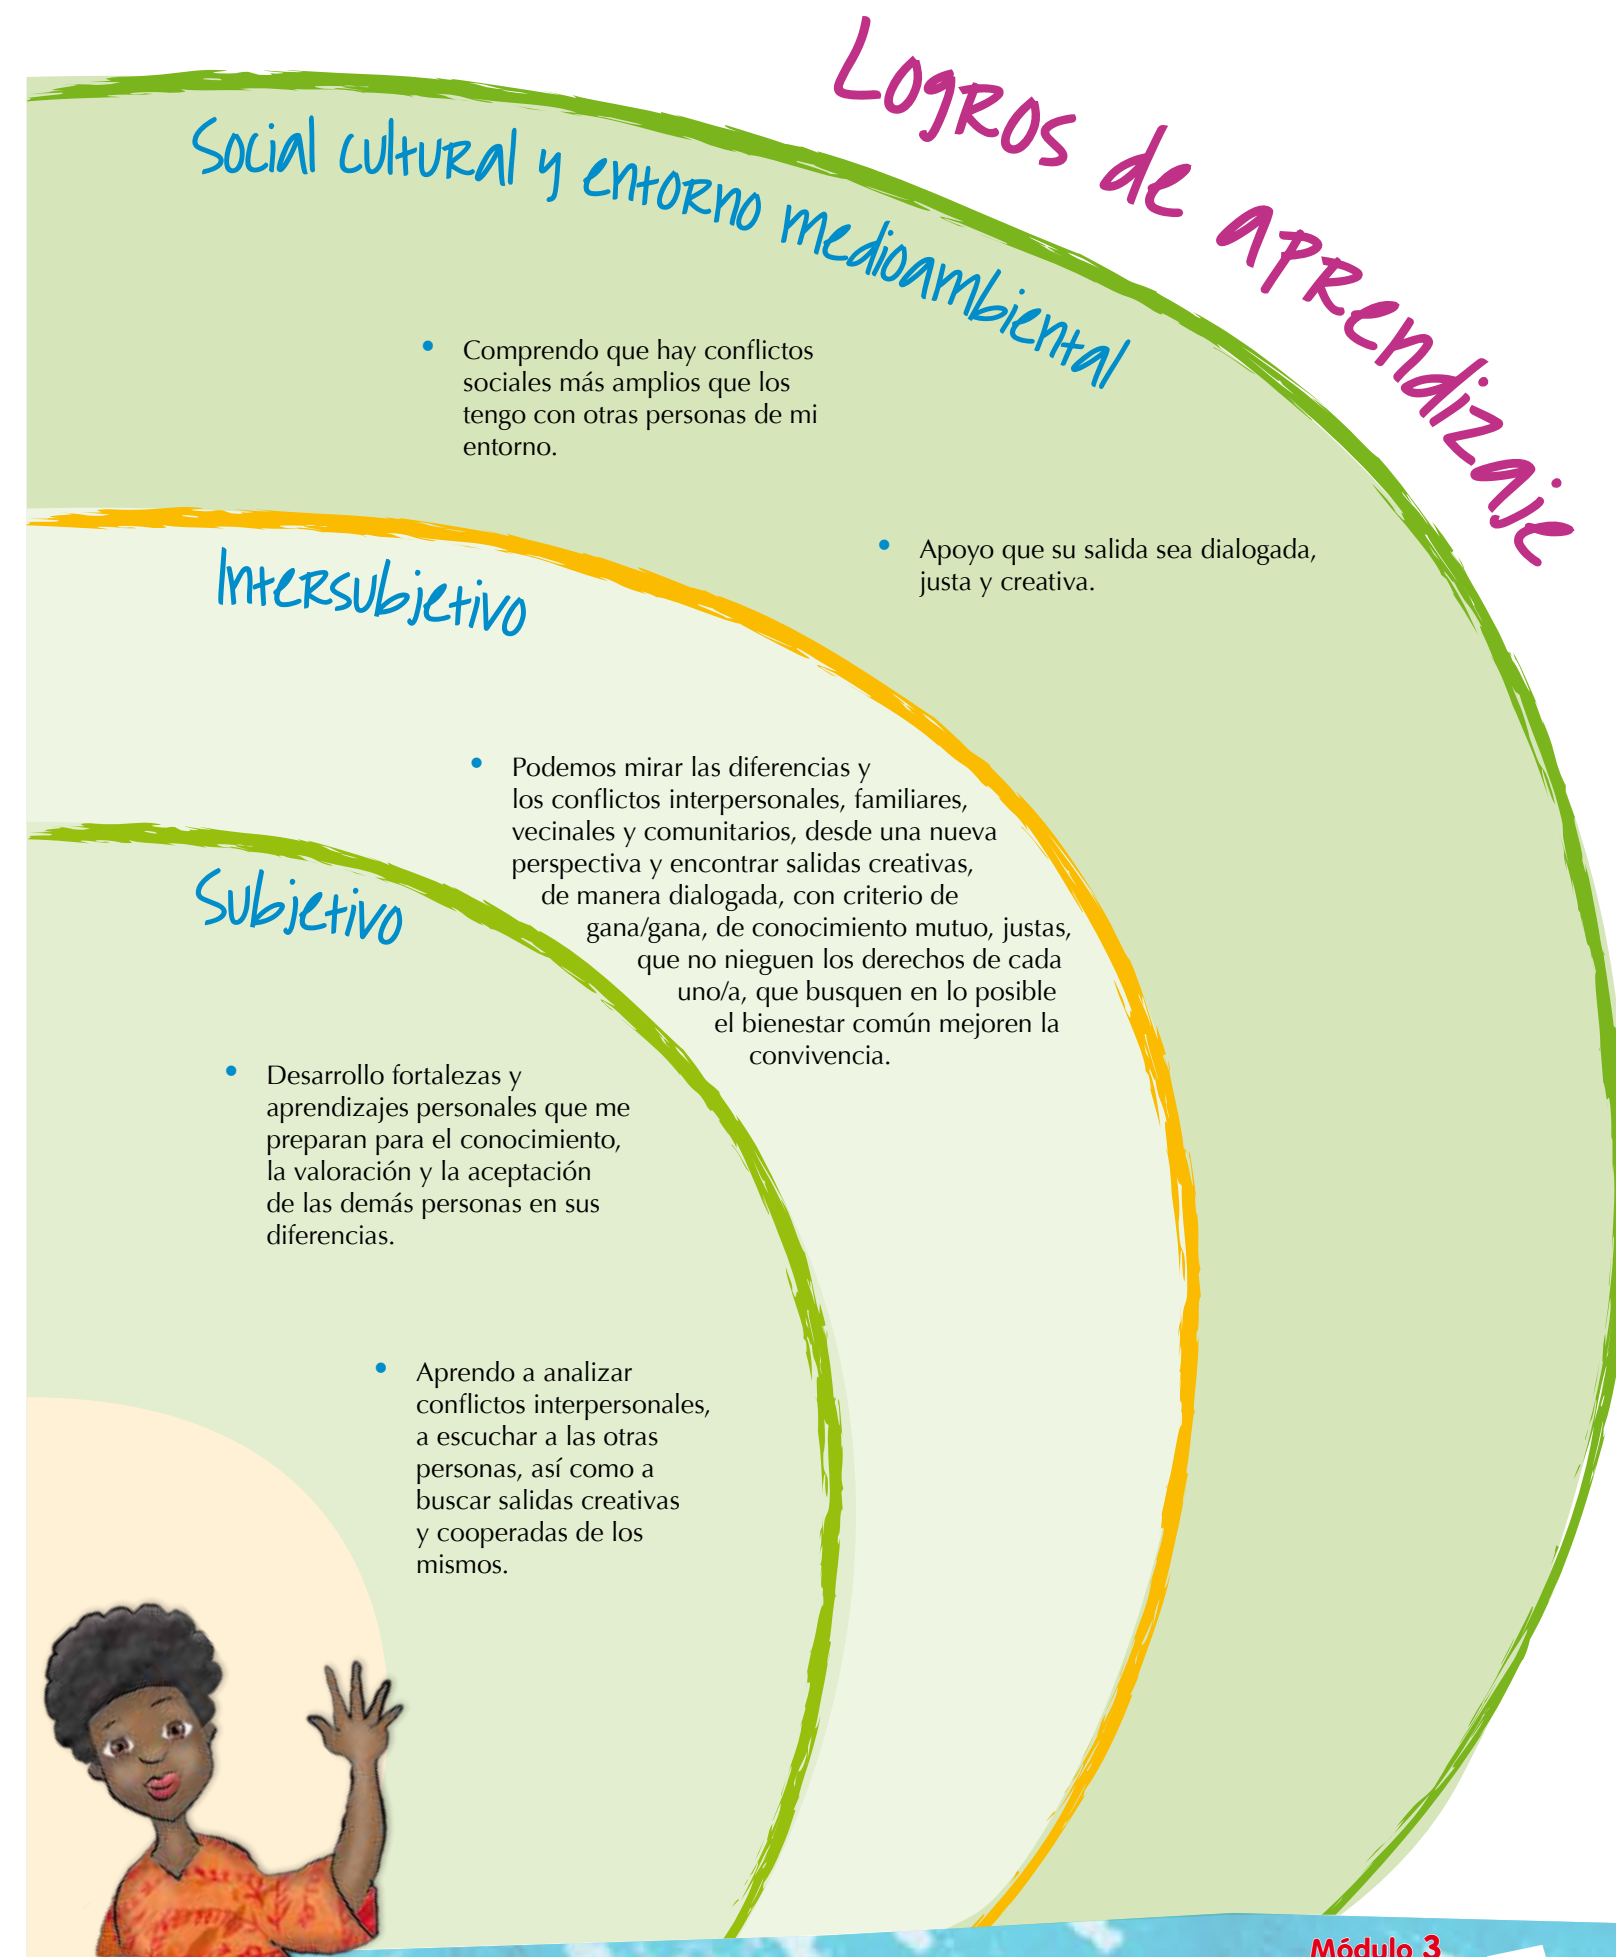 Logros de aprendizaje
Social cultural y entorno medioambiental
• Comprendo que hay conflictos
sociales más amplios que los
tengo con otras personas de mi
entorno.
• Apoyo que su salida sea dialogada,
justa y creativa.
Intersubjetivo
• Podemos mirar las diferencias y
los conflictos interpersonales, familiares,
vecinales y comunitarios, desde una nueva
perspectiva y encontrar salidas creativas,
de manera dialogada, con criterio de
gana/gana, de conocimiento mutuo, justas,
que no nieguen los derechos de cada
uno/a, que busquen en lo posible
el bienestar común mejoren la
convivencia.
Subjetivo
• Desarrollo fortalezas y
aprendizajes personales que me
preparan para el conocimiento,
la valoración y la aceptación
de las demás personas en sus
diferencias.
• Aprendo a analizar
conflictos interpersonales,
a escuchar a las otras
personas, así como a
buscar salidas creativas
y cooperadas de los
mismos.
Módulo 3